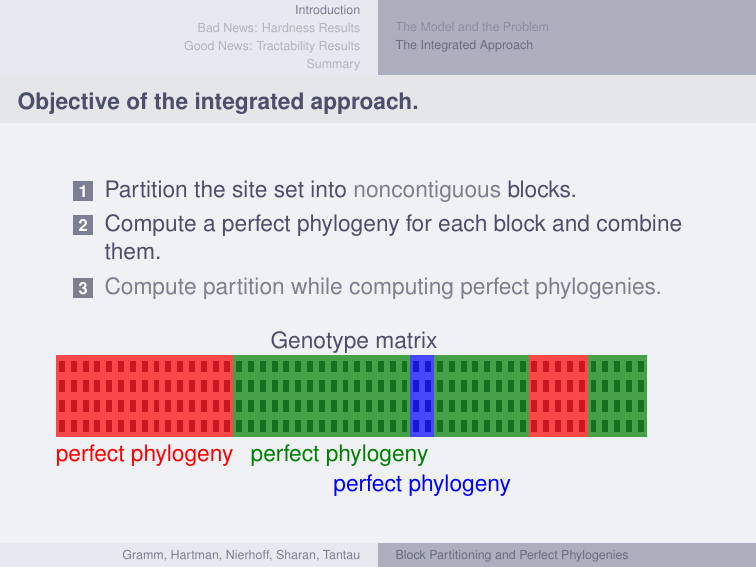 Introduction
Bad News: Hardness Results
Good News: Tractability Results
Summary
The Model and the Problem
The Integrated Approach
Objective of the integrated approach.
1 Partition the site set into noncontiguous blocks.
2 Compute a perfect phylogeny for each block and combine
them.
3 Compute partition while computing perfect phylogenies.
Genotype matrix
perfect phylogeny perfect phylogeny
perfect phylogeny
Gramm, Hartman, Nierhoff, Sharan, Tantau Block Partitioning and Perfect Phylogenies